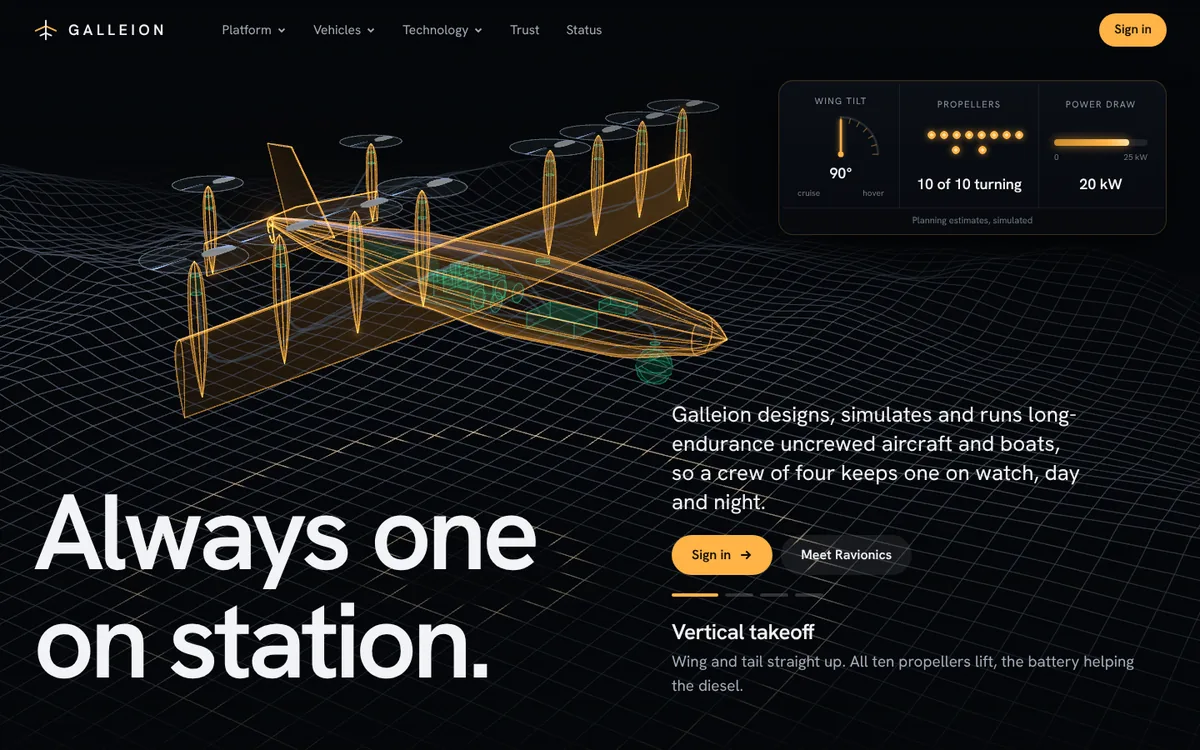 GALLEION
Platform
Vehicles
Technology
Trust
Status
Sign in
WING TILT
90°
cruise
hover
PROPELLERS
10 of 10 turning
POWER DRAW
0
25 kW
20 kW
Planning estimates, simulated
Always one
on station.
Galleion designs, simulates and runs long-
endurance uncrewed aircraft and boats,
so a crew of four keeps one on watch, day
and night.
Sign in →
Meet Ravionics
Vertical takeoff
Wing and tail straight up. All ten propellers lift, the battery helping
the diesel.